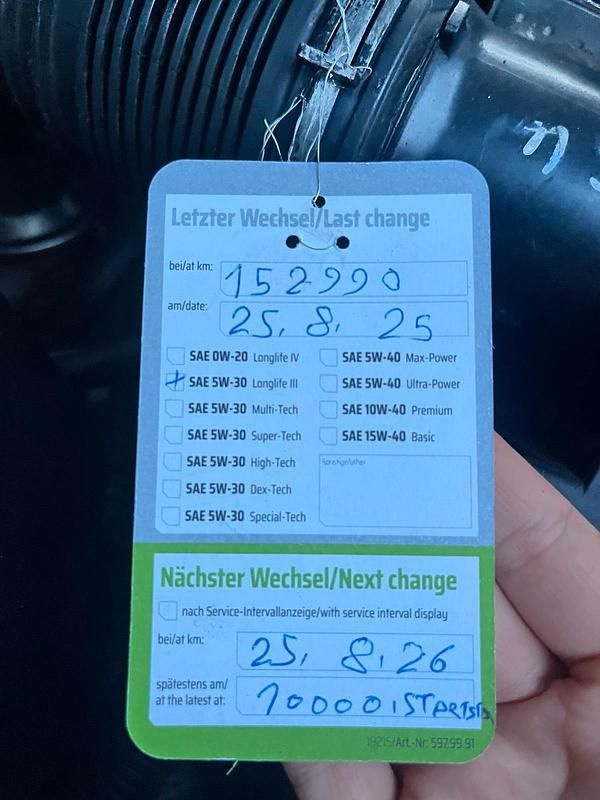 Letzter Wechsel/Last change
bei/at km: 152990
am/date: 25. 8. 25
SAE 0W-20 Longlife IV
SAE 5W-30 Longlife III
SAE 5W-30 Multi-Tech
SAE 5W-30 Super-Tech
SAE 5W-30 High-Tech
SAE 5W-30 Dex-Tech
SAE 5W-30 Special-Tech
SAE 5W-40 Max-Power
SAE 5W-40 Ultra-Power
SAE 10W-40 Premium
SAE 15W-40 Basic
Sonstige/other
Nächster Wechsel/Next change
nach Service-Intervallanzeige/with service interval display
bei/at km: 25. 8. 26
spätestens am/
at the latest at: 10000
18215/Art.-Nr: 597.99.91